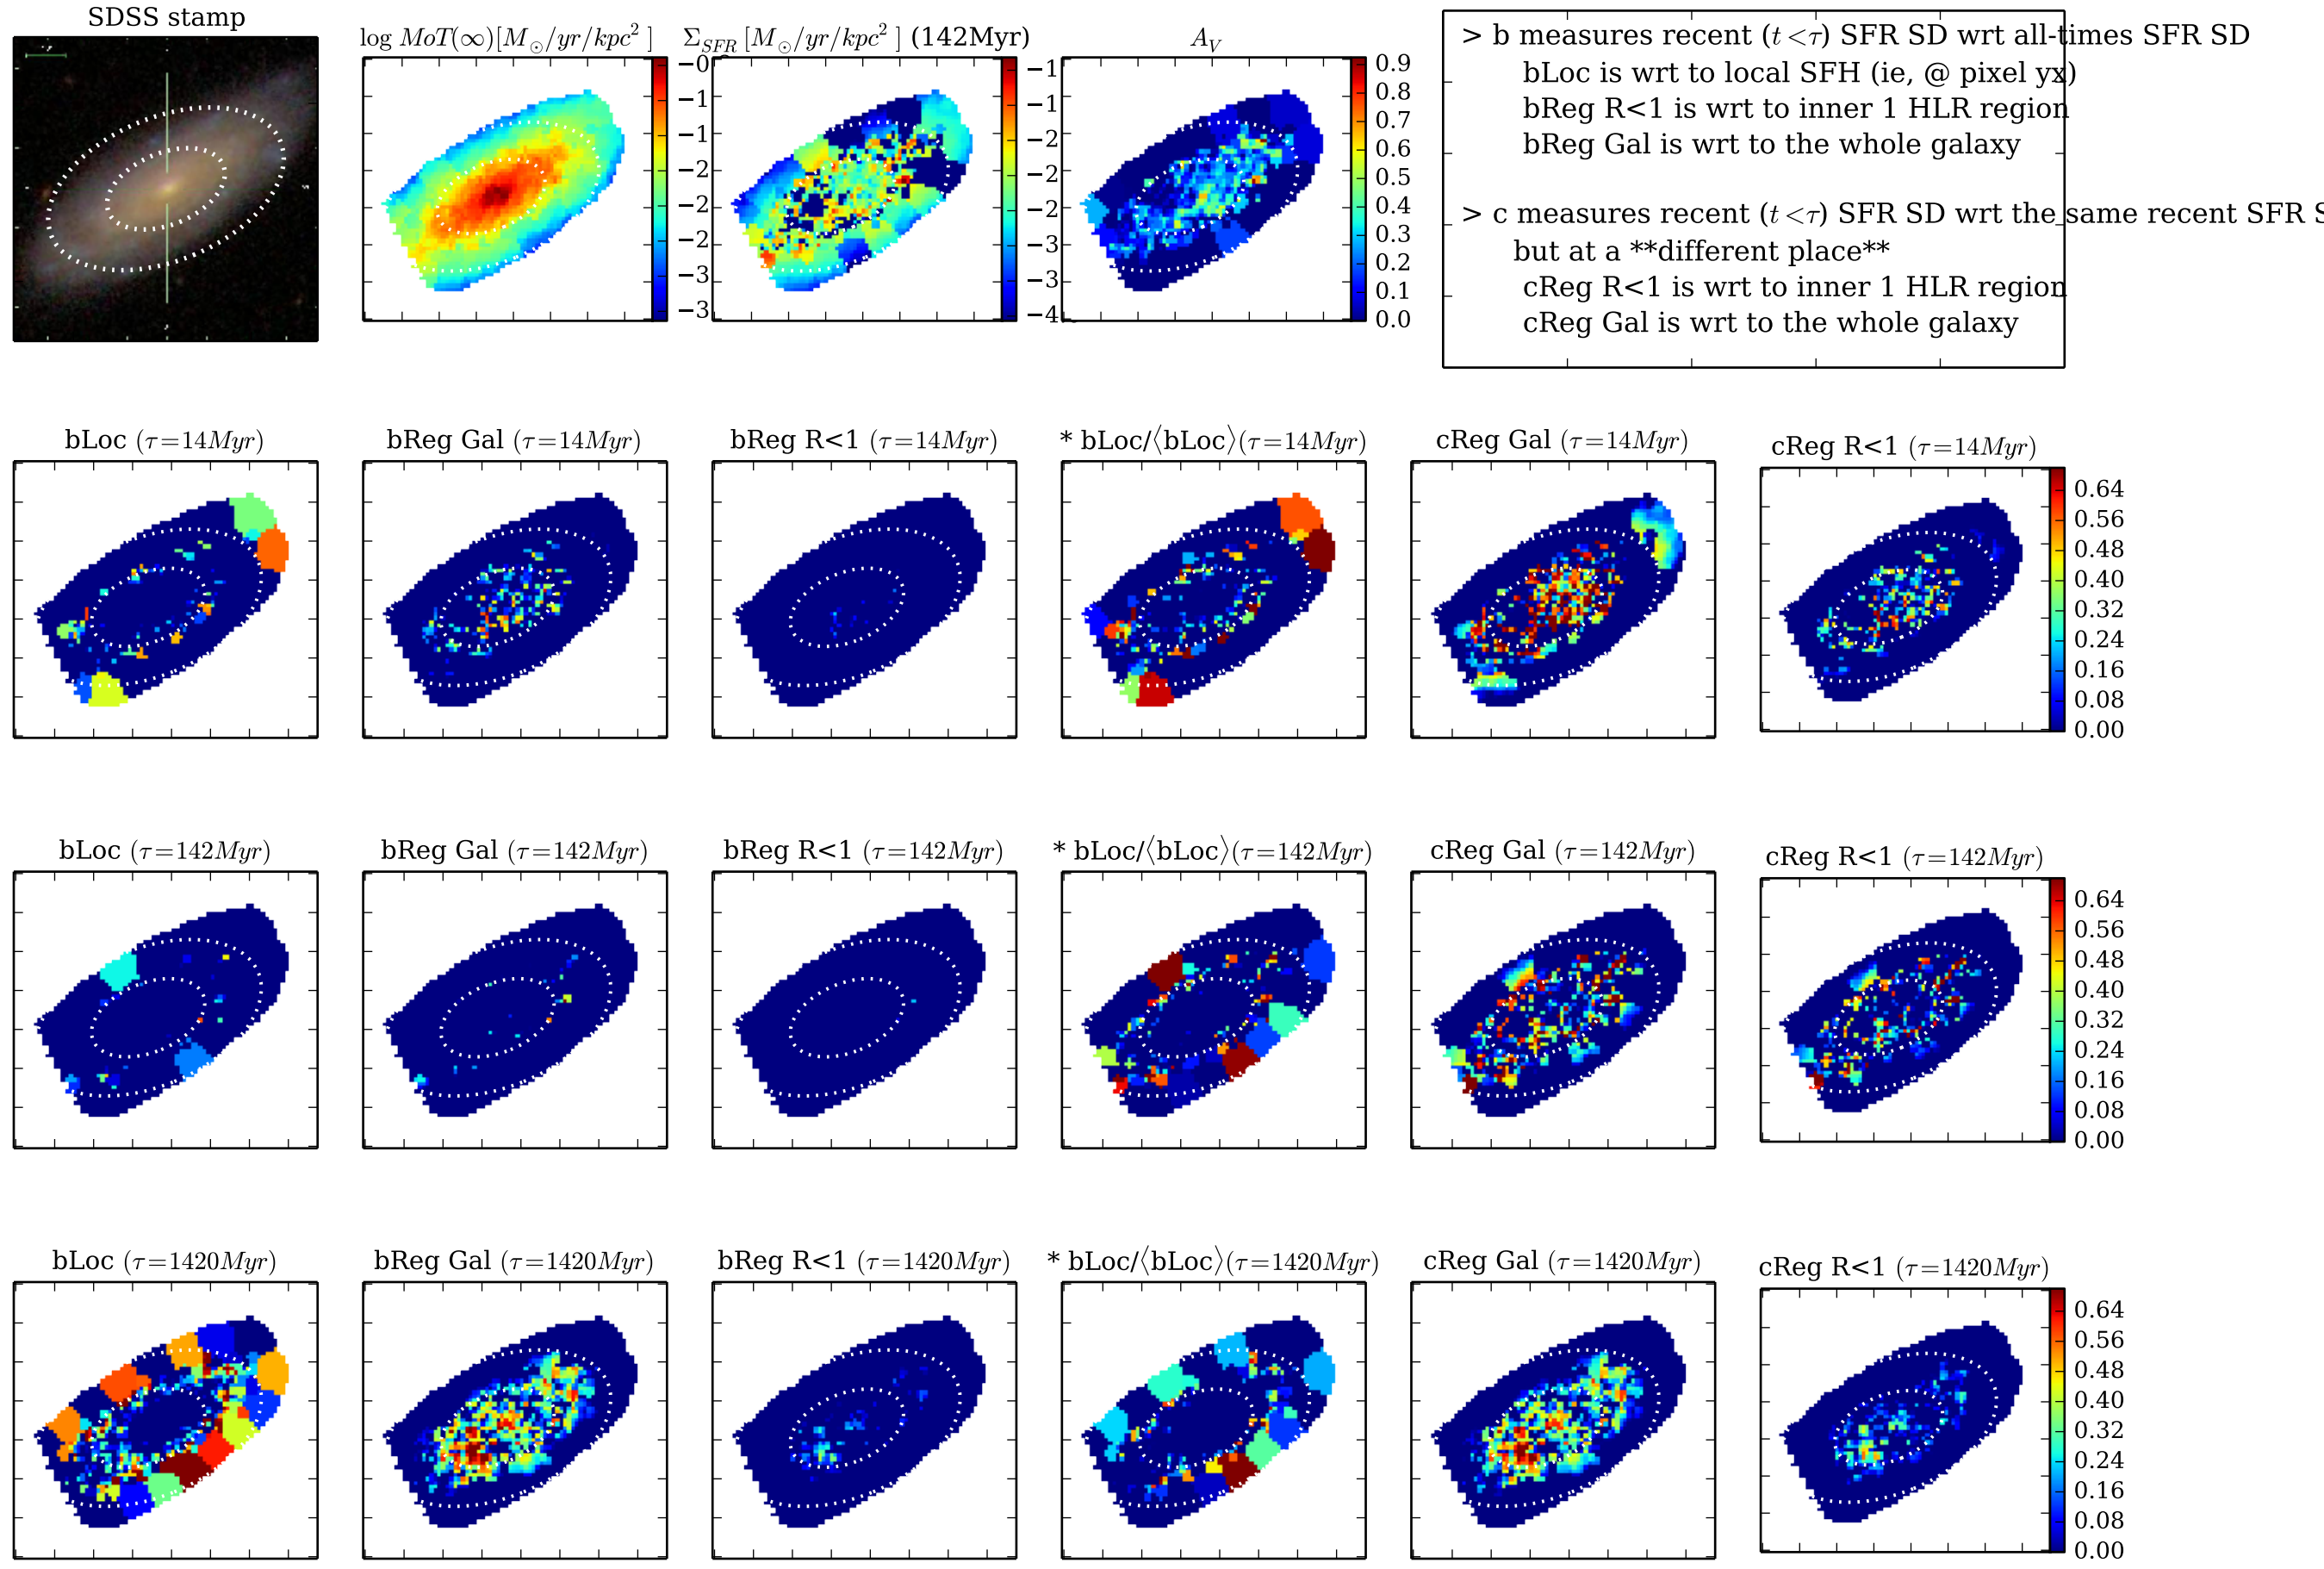 SDSS stamp
log MoT(∞)[M⊙/yr/kpc²]
Σ_SFR [M⊙/yr/kpc²] (142Myr)
A_V
−0
−1
−1
−2
−2
−2
−2
−3
−3
−1
−1
−2
−2
−2
−3
−3
−4
0.9
0.8
0.7
0.6
0.5
0.4
0.3
0.2
0.1
0.0
> b measures recent (t<τ) SFR SD wrt all-times SFR SD
bLoc is wrt to local SFH (ie, @ pixel yx)
bReg R<1 is wrt to inner 1 HLR region
bReg Gal is wrt to the whole galaxy
> c measures recent (t<τ) SFR SD wrt the same recent SFR S
but at a **different place**
cReg R<1 is wrt to inner 1 HLR region
cReg Gal is wrt to the whole galaxy
bLoc (τ=14Myr)
bReg Gal (τ=14Myr)
bReg R<1 (τ=14Myr)
* bLoc/⟨bLoc⟩(τ=14Myr)
cReg Gal (τ=14Myr)
cReg R<1 (τ=14Myr)
0.64
0.56
0.48
0.40
0.32
0.24
0.16
0.08
0.00
bLoc (τ=142Myr)
bReg Gal (τ=142Myr)
bReg R<1 (τ=142Myr)
* bLoc/⟨bLoc⟩(τ=142Myr)
cReg Gal (τ=142Myr)
cReg R<1 (τ=142Myr)
0.64
0.56
0.48
0.40
0.32
0.24
0.16
0.08
0.00
bLoc (τ=1420Myr)
bReg Gal (τ=1420Myr)
bReg R<1 (τ=1420Myr)
* bLoc/⟨bLoc⟩(τ=1420Myr)
cReg Gal (τ=1420Myr)
cReg R<1 (τ=1420Myr)
0.64
0.56
0.48
0.40
0.32
0.24
0.16
0.08
0.00